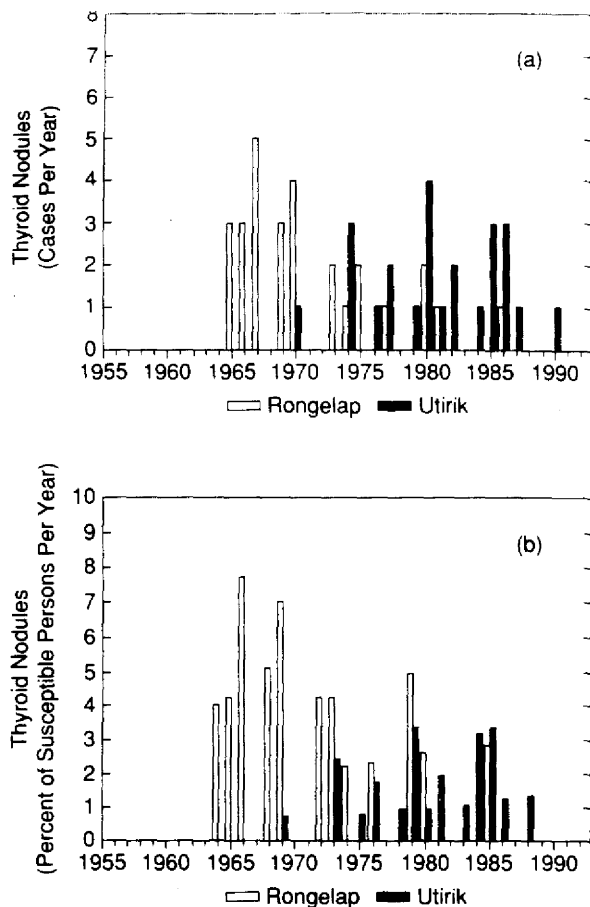 8
(a)
7
6
5
4
3
2
1
0
Thyroid Nodules
(Cases Per Year)
1955 1960 1965 1970 1975 1980 1985 1990
Rongelap Utirik
10
9
(b)
8
7
6
5
4
3
2
1
0
Thyroid Nodules
(Percent of Susceptible Persons Per Year)
1955 1960 1965 1970 1975 1980 1985 1990
Rongelap Utirik